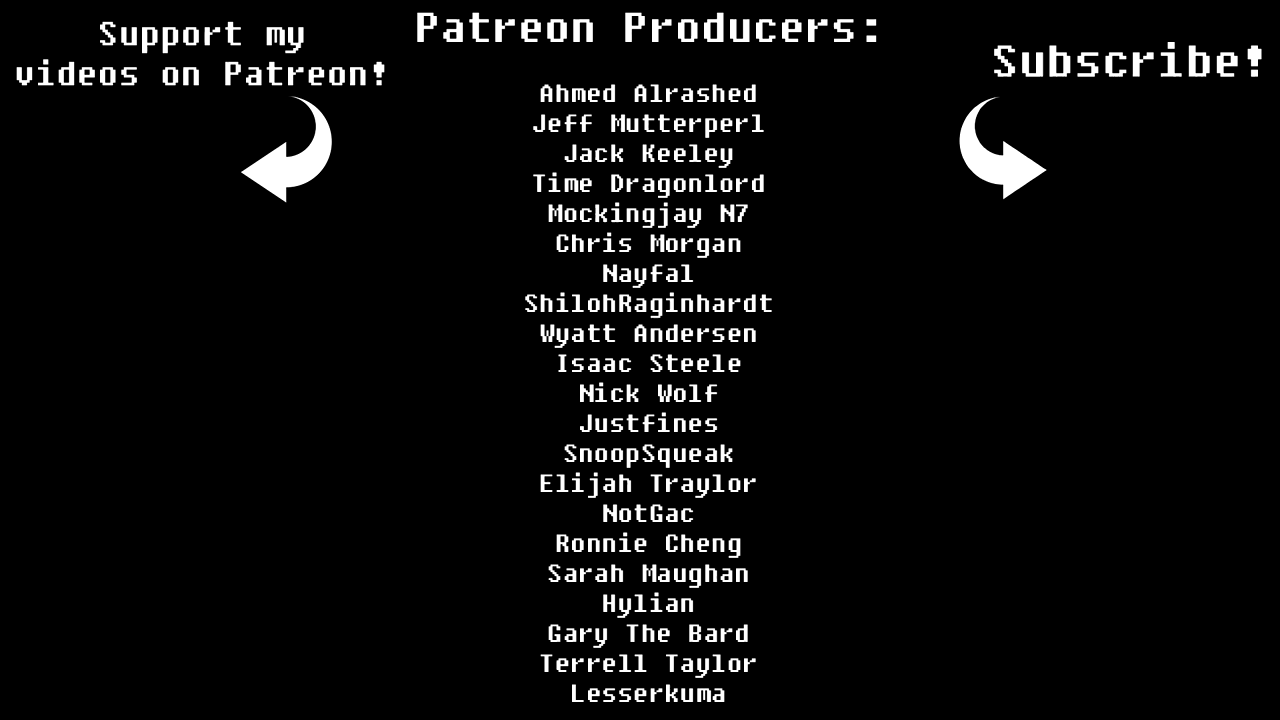 Support my
videos on Patreon!
Patreon Producers:
Ahmed Alrashed
Jeff Mutterperl
Jack Keeley
Time Dragonlord
Mockingjay N7
Chris Morgan
Nayfal
ShilohRaginhardt
Wyatt Andersen
Isaac Steele
Nick Wolf
Justfines
SnoopSqueak
Elijah Traylor
NotGac
Ronnie Cheng
Sarah Maughan
Hylian
Gary The Bard
Terrell Taylor
Lesserkuma
Subscribe!